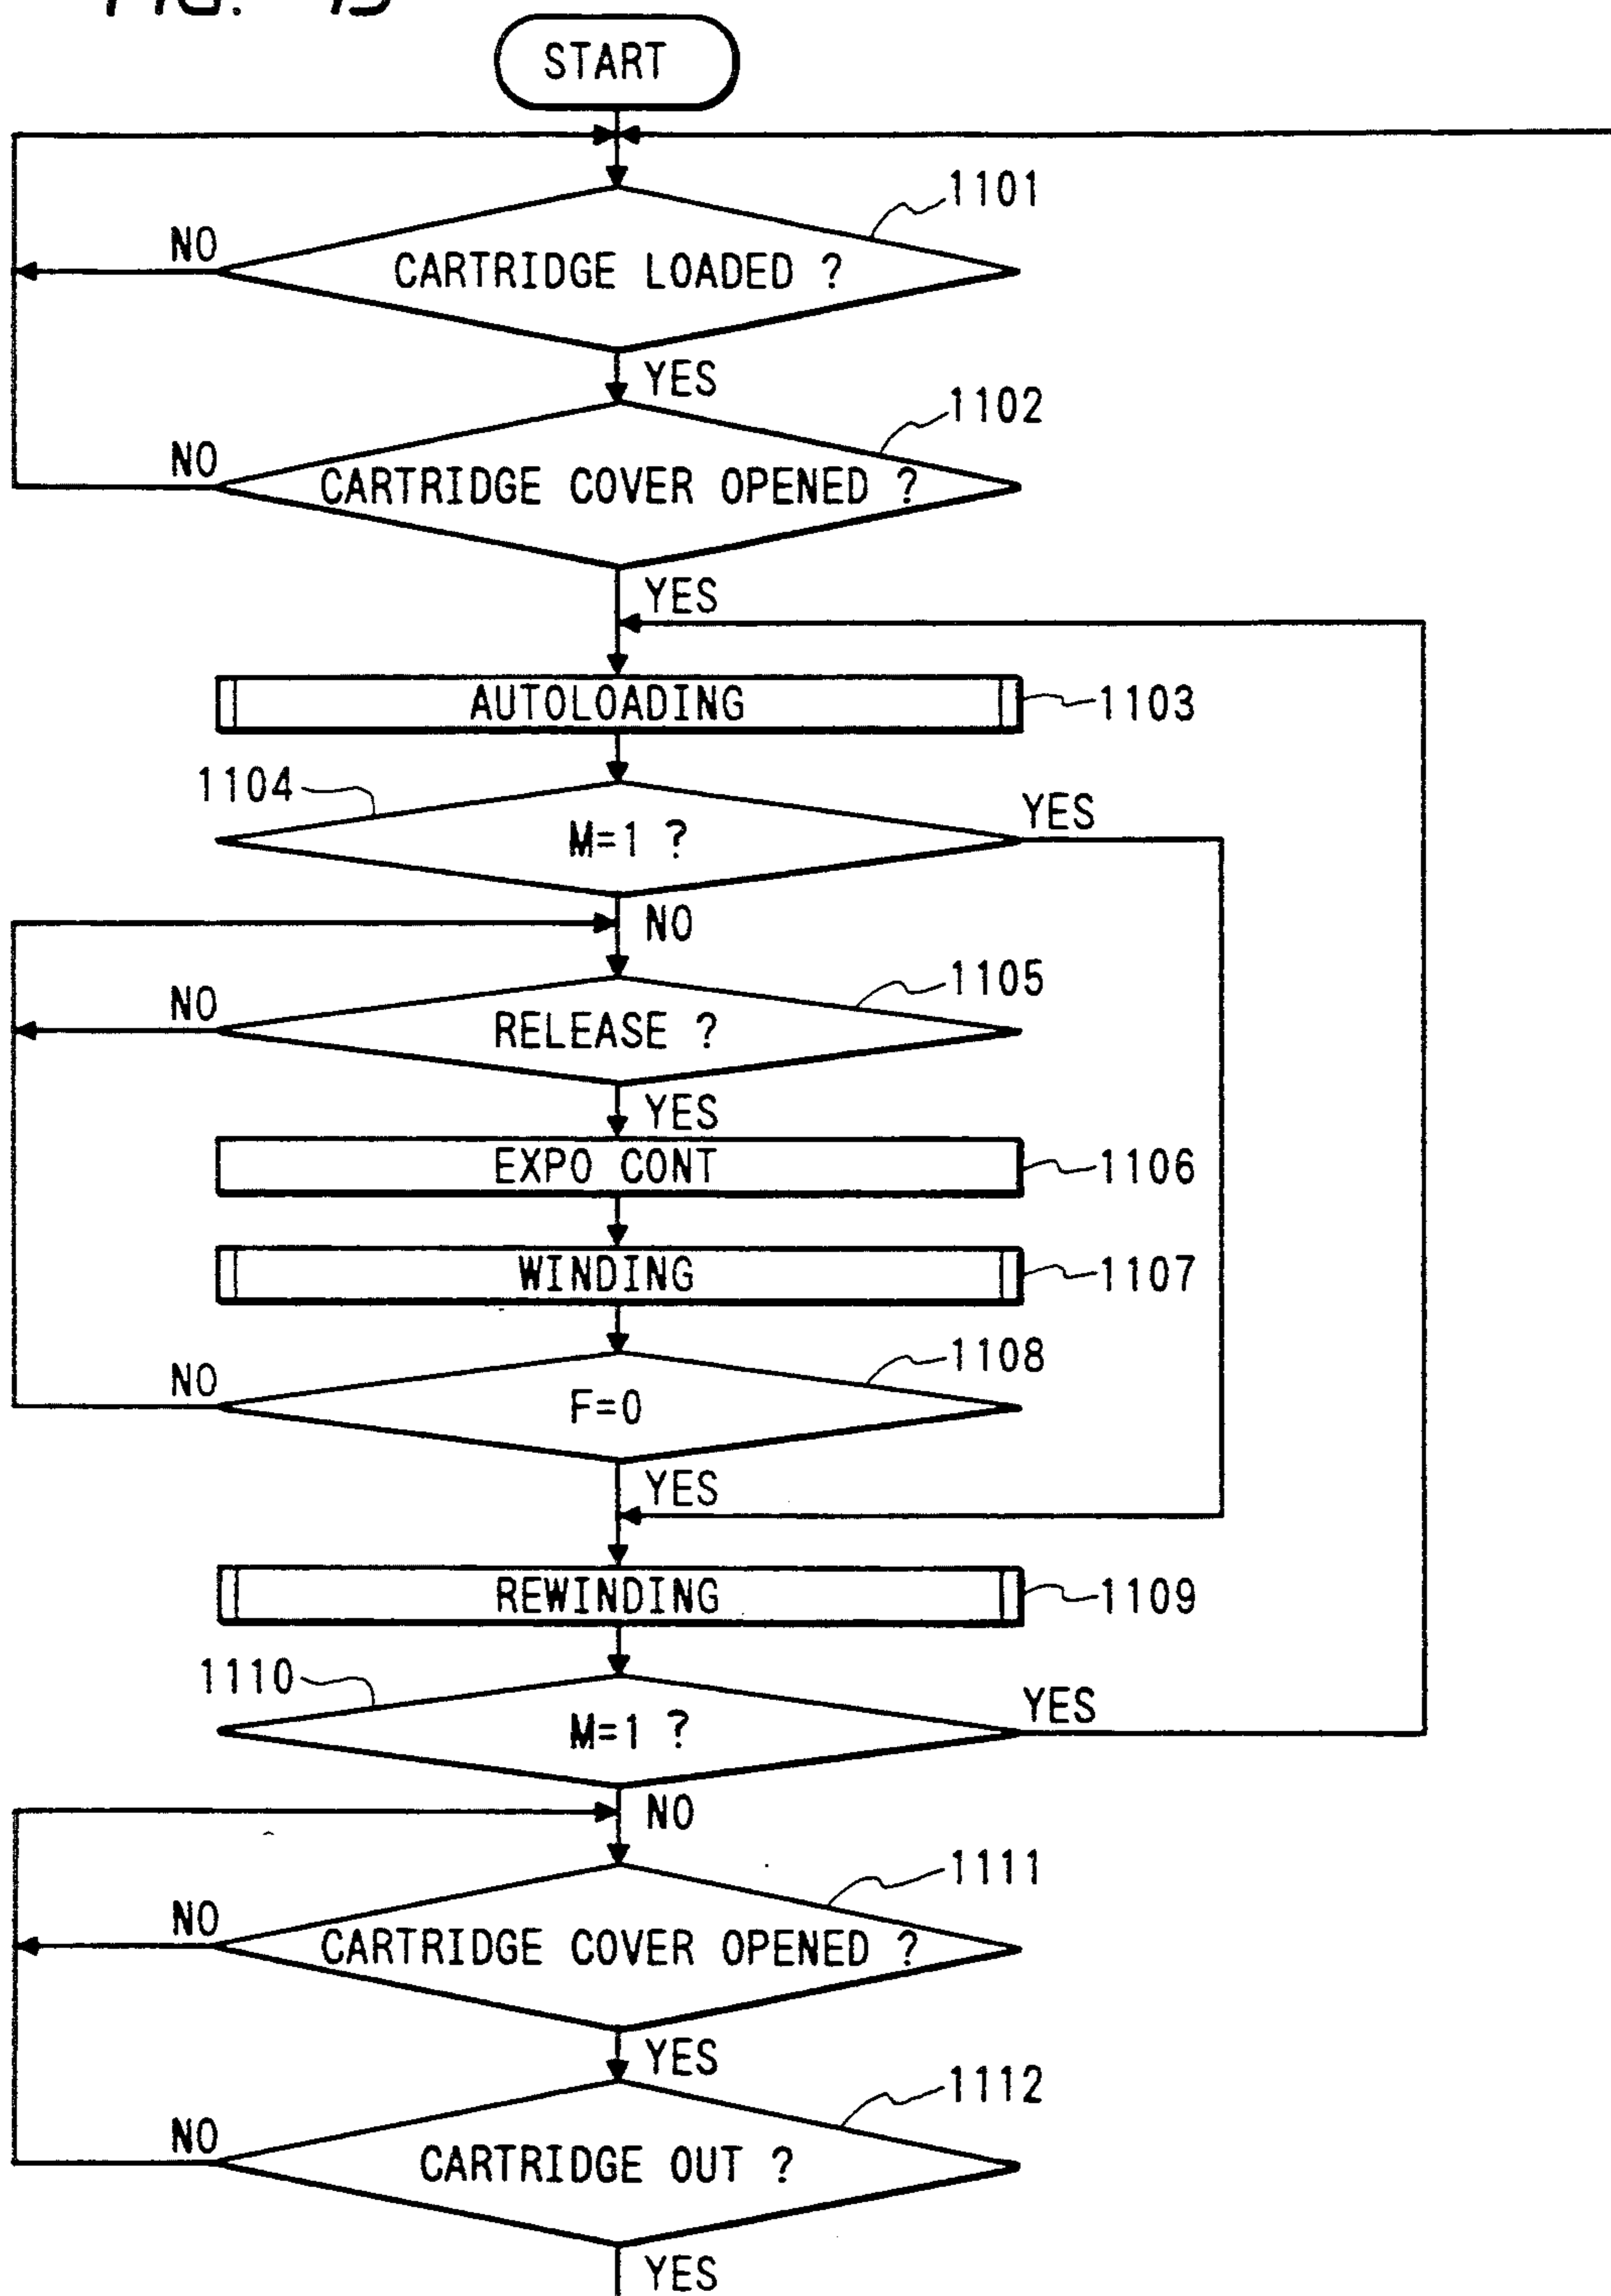 FIG. 13
START
1101
NO
CARTRIDGE LOADED ?
YES
1102
NO
CARTRIDGE COVER OPENED ?
YES
AUTOLOADING
1103
1104
YES
M=1 ?
NO
1105
NO
RELEASE ?
YES
EXPO CONT
1106
WINDING
1107
1108
NO
F=0
YES
REWINDING
1109
1110
YES
M=1 ?
NO
1111
NO
CARTRIDGE COVER OPENED ?
YES
1112
NO
CARTRIDGE OUT ?
YES